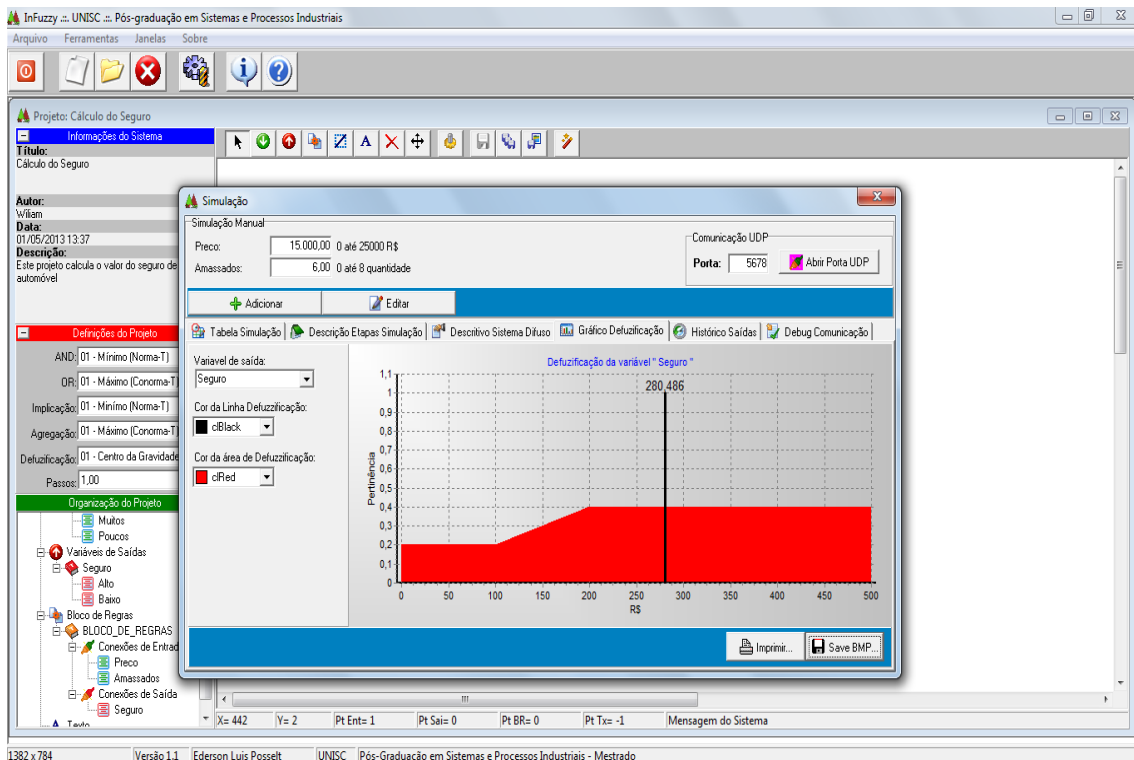 InFuzzy .::. UNISC .::. Pós-graduação em Sistemas e Processos Industriais
Arquivo Ferramentas Janelas Sobre
Projeto: Cálculo do Seguro
Informações do Sistema
Título:
Cálculo do Seguro
Autor:
Wiliam
Data:
01/05/2013 13:37
Descrição:
Este projeto calcula o valor do seguro de
automóvel
Definições do Projeto
AND: 01 - Mínimo (Norma-T)
OR: 01 - Máximo (Conorma-T)
Implicação: 01 - Minímo (Norma-T)
Agregação: 01 - Máximo (Conorma-T)
Defuzificação: 01 - Centro da Gravidade
Passos: 1,00
Organização do Projeto
Muitos
Poucos
Variáveis de Saídas
Seguro
Alto
Baixo
Bloco de Regras
BLOCO_DE_REGRAS
Conexões de Entrad
Preco
Amassados
Conexões de Saída
Seguro
A Texto
Simulação
Simulação Manual
Preco: 15.000,00 0 até 25000 R$
Amassados: 6,00 0 até 8 quantidade
Comunicação UDP
Porta: 5678 Abrir Porta UDP
Adicionar Editar
Tabela Simulação Descrição Etapas Simulação Descritivo Sistema Difuso Gráfico Defuzificação Histórico Saídas Debug Comunicação
Variavel de saída:
Seguro
Cor da Linha Defuzzificação:
clBlack
Cor da área de Defuzzificação:
clRed
Defuzificação da variável " Seguro "
280,486
Pertinência
1,1
1
0,9
0,8
0,7
0,6
0,5
0,4
0,3
0,2
0,1
0
0 50 100 150 200 250 300 350 400 450 500
R$
Imprimir... Save BMP...
X= 442 Y= 2 Pt Ent= 1 Pt Sai= 0 Pt BR= 0 Pt Tx= -1 Mensagem do Sistema
1382 x 784 Versão 1.1 Ederson Luis Posselt UNISC Pós-Graduação em Sistemas e Processos Industriais - Mestrado